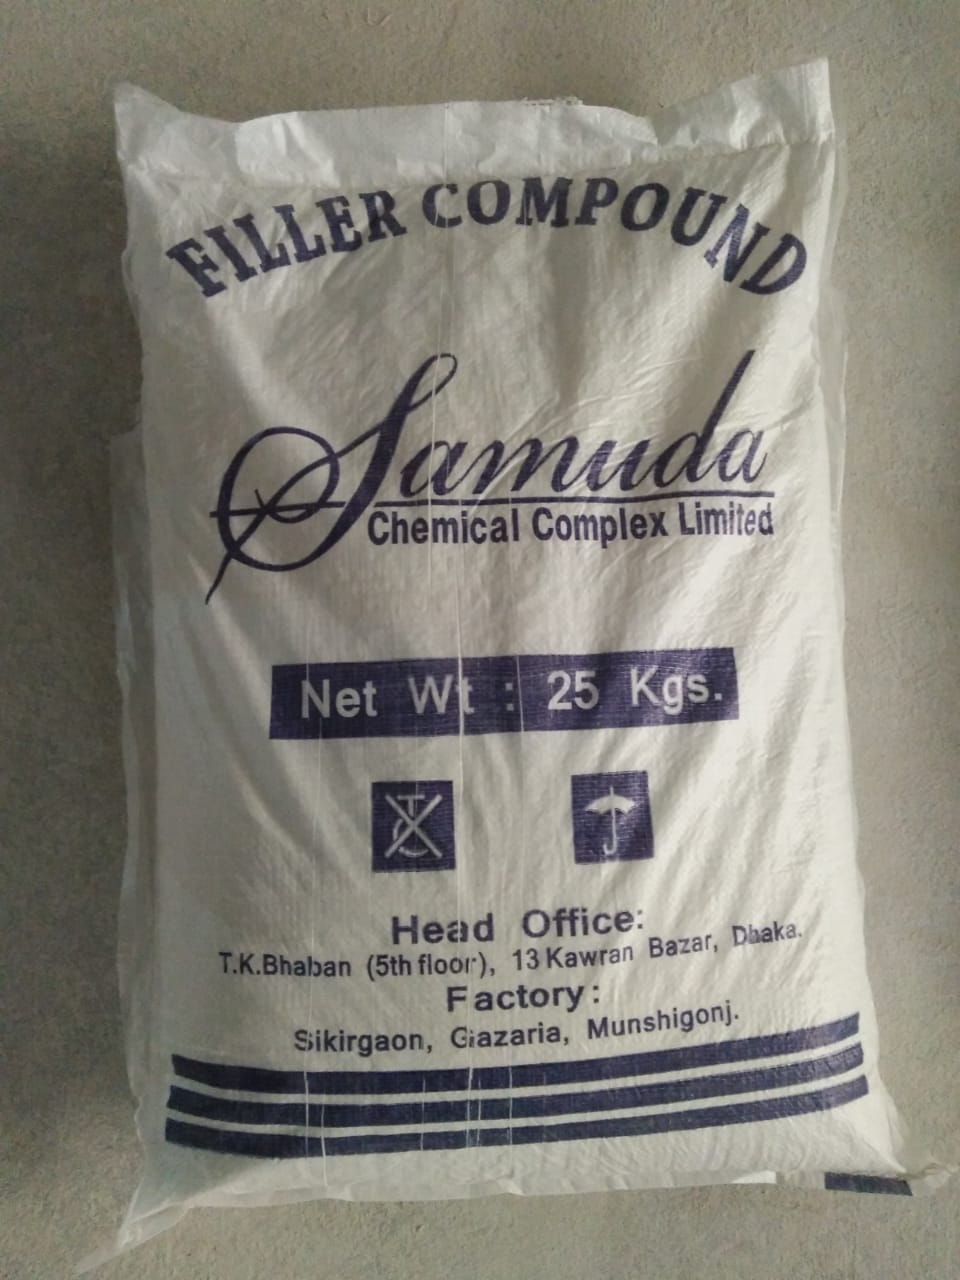 FILLER COMPOUND
Samuda
Chemical Complex Limited
Net Wt : 25 Kgs.
Head Office:
T.K.Bhaban (5th floor), 13 Kawran Bazar, Dhaka.
Factory:
Sikirgaon, Gazaria, Munshigonj.